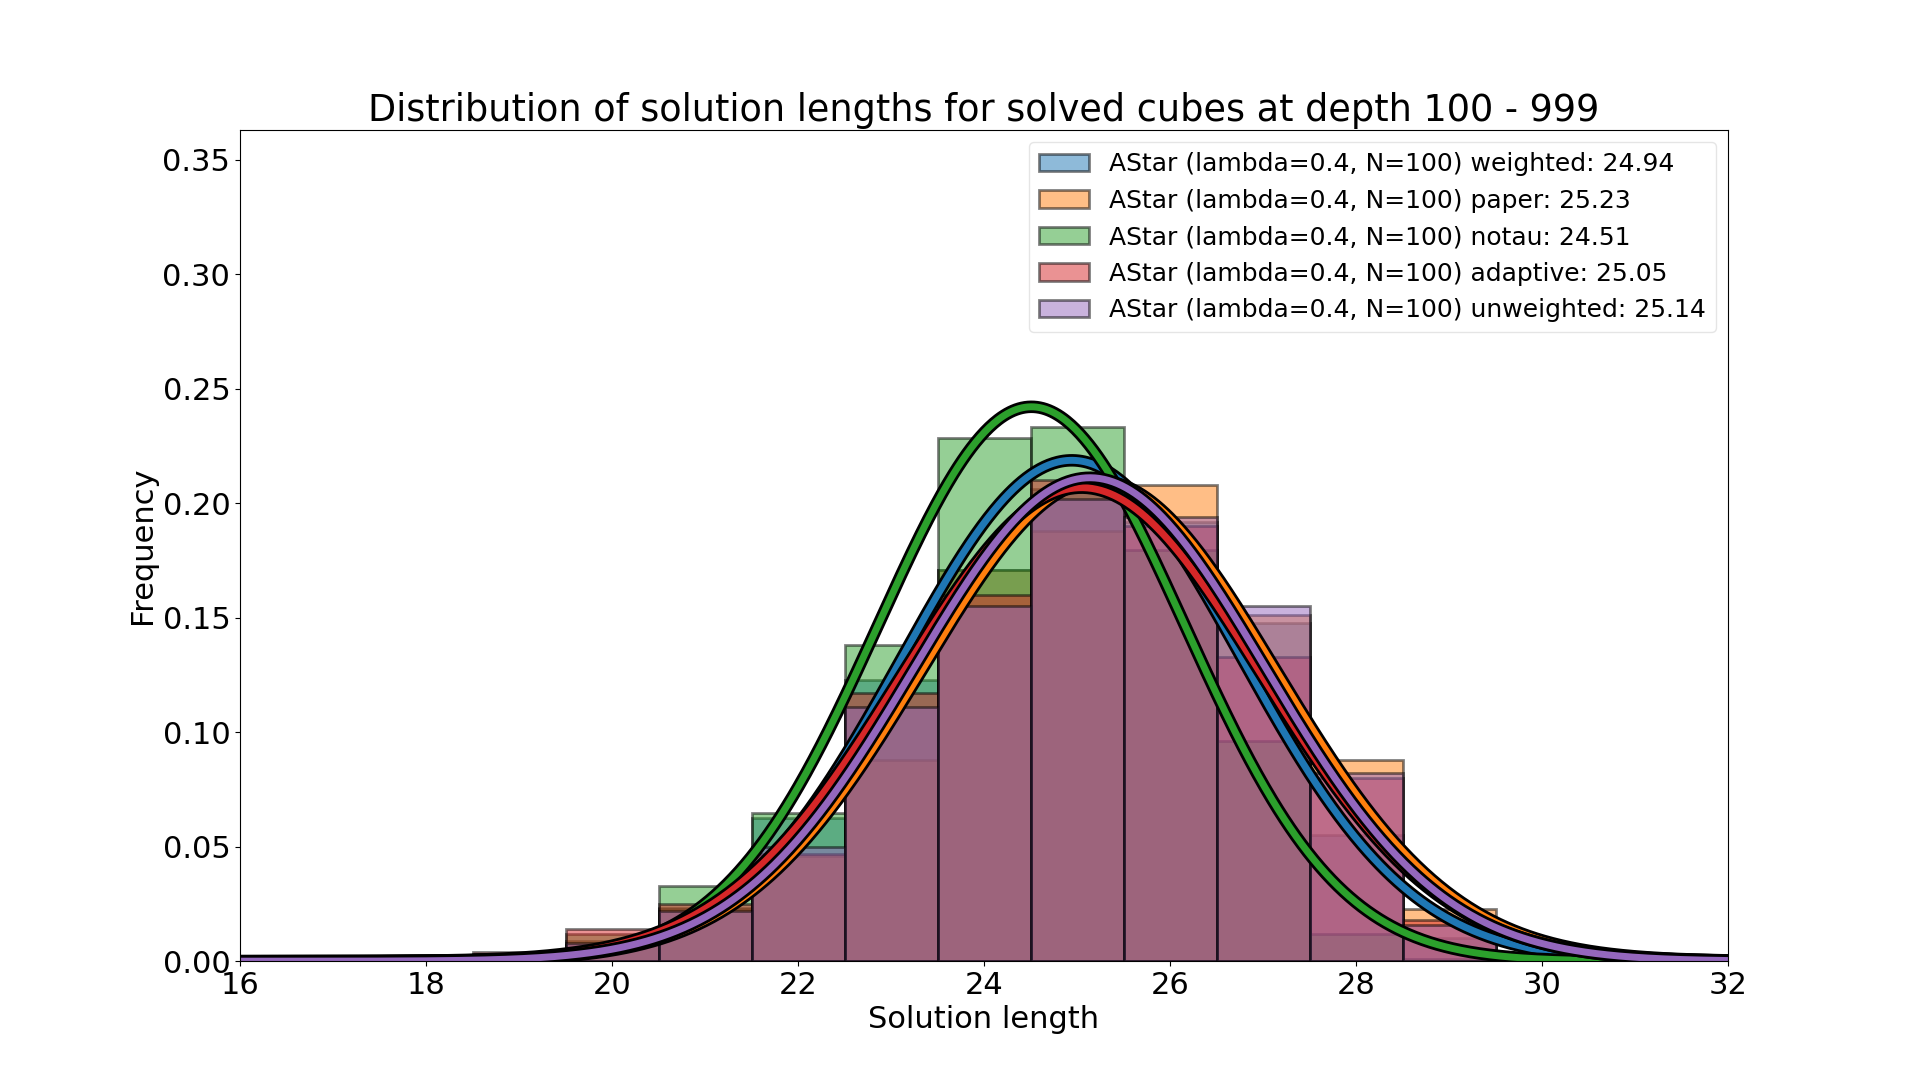 Distribution of solution lengths for solved cubes at depth 100 - 999
AStar (lambda=0.4, N=100) weighted: 24.94
AStar (lambda=0.4, N=100) paper: 25.23
AStar (lambda=0.4, N=100) notau: 24.51
AStar (lambda=0.4, N=100) adaptive: 25.05
AStar (lambda=0.4, N=100) unweighted: 25.14
Frequency
0.35
0.30
0.25
0.20
0.15
0.10
0.05
0.00
16 18 20 22 24 26 28 30 32
Solution length